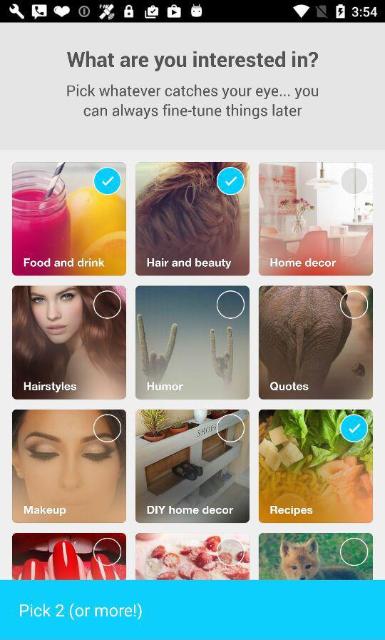 3:54
What are you interested in?
Pick whatever catches your eye... you
can always fine-tune things later
Food and drink
Hair and beauty
Home decor
Hairstyles
Humor
Quotes
Makeup
SHOES
DIY home decor
Recipes
Pick 2 (or more!)